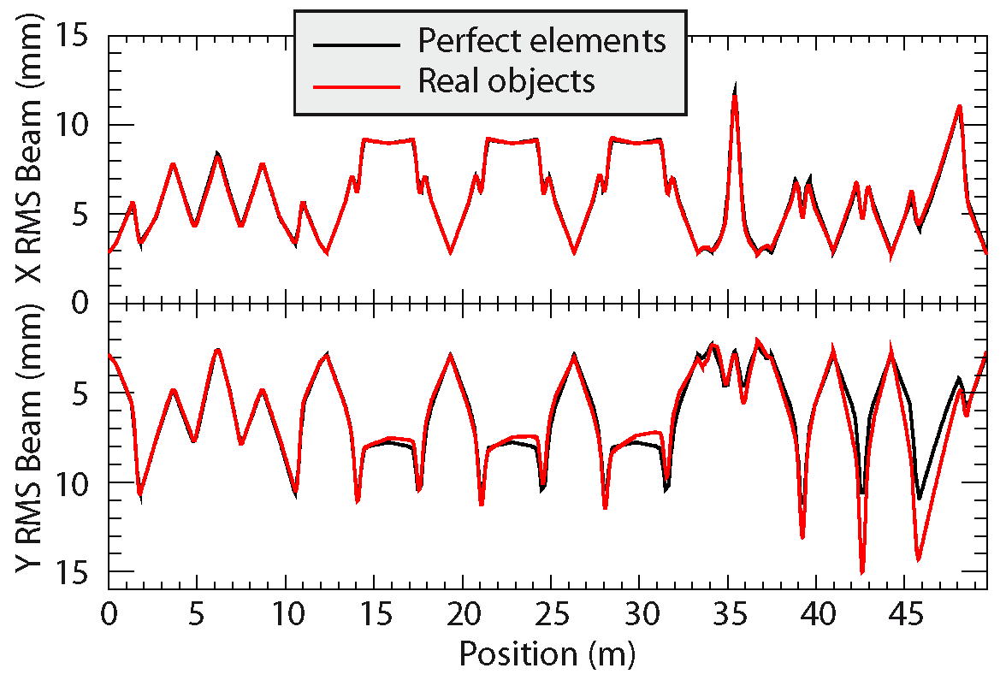 Perfect elements
Real objects
X RMS Beam (mm)
15
10
5
0
Y RMS Beam (mm)
5
10
15
0 5 10 15 20 25 30 35 40 45
Position (m)